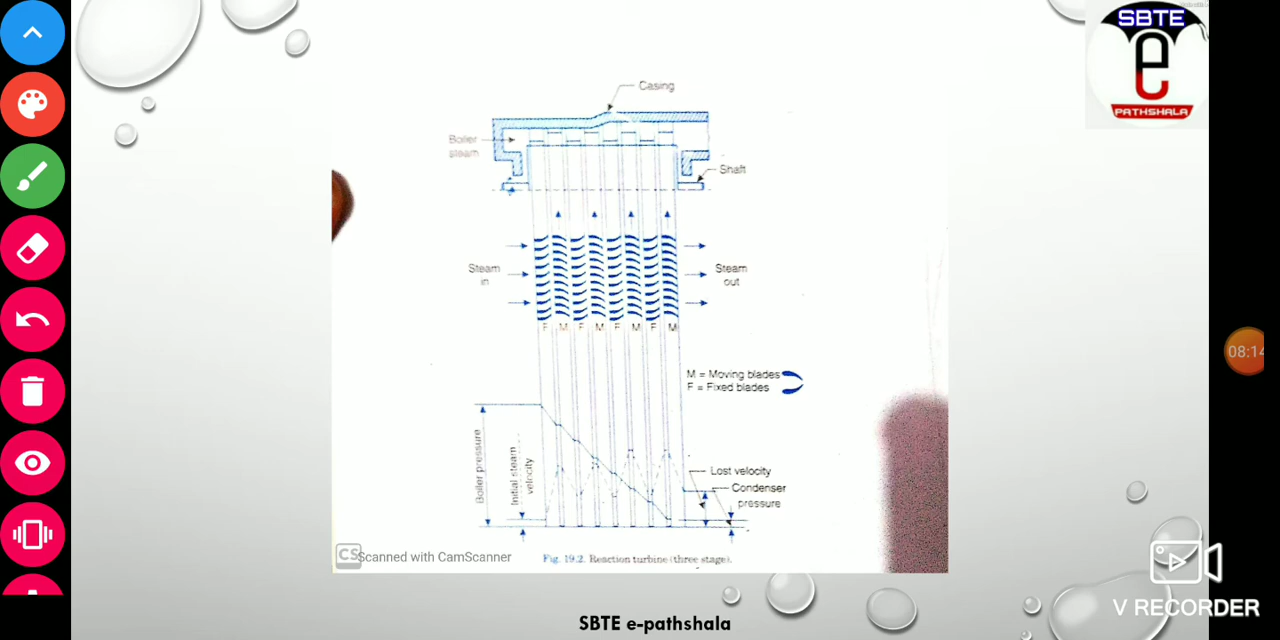 SBTE
e
PATHSHALA
Casing
Boiler
steam
Shaft
Steam
in
Steam
out
F M F M F M F M
M = Moving blades
F = Fixed blades
Boiler pressure
Initial steam
velocity
Lost velocity
Condenser
pressure
08:14
CS Scanned with CamScanner
Fig. 19.2. Reaction turbine (three stage).
V RECORDER
SBTE e-pathshala